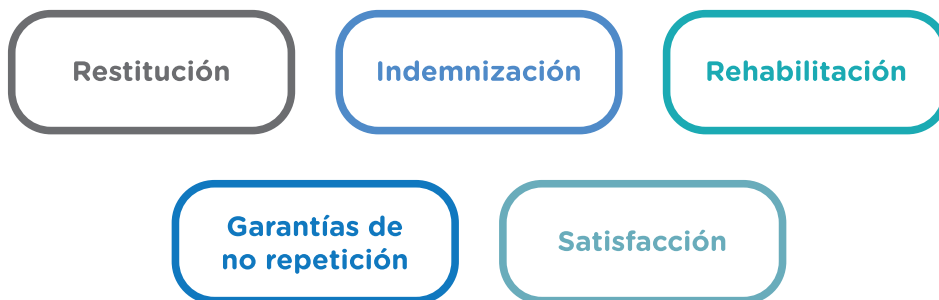 Restitución
Indemnización
Rehabilitación
Garantías de
no repetición
Satisfacción